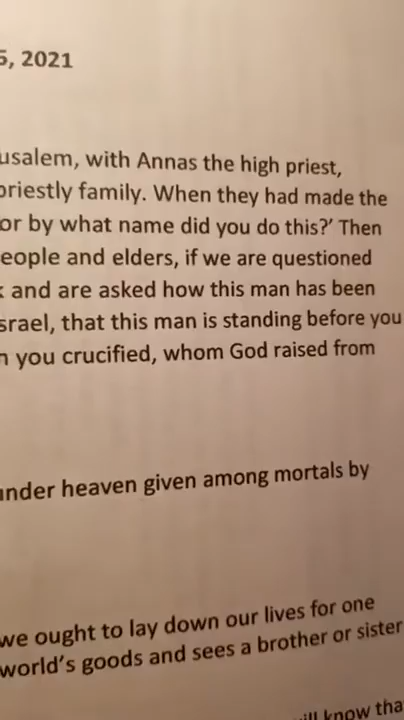 5, 2021
usalem, with Annas the high priest,
priestly family. When they had made the
or by what name did you do this?’ Then
eople and elders, if we are questioned
and are asked how this man has been
srael, that this man is standing before you
you crucified, whom God raised from
under heaven given among mortals by
we ought to lay down our lives for one
world’s goods and sees a brother or sister
ill know tha